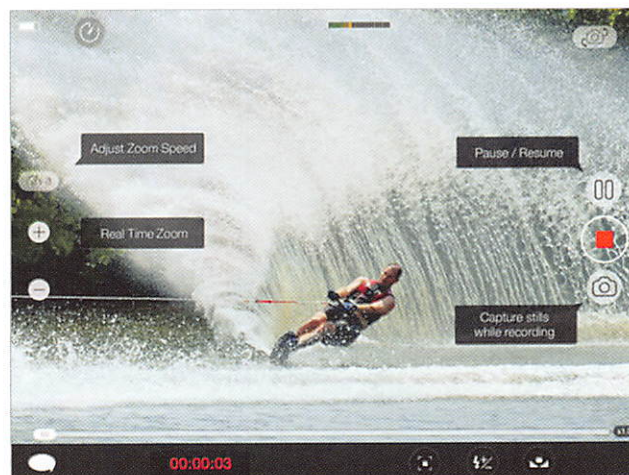 Adjust Zoom Speed
Pause / Resume
Real Time Zoom
Capture stills
while recording
00:00:03